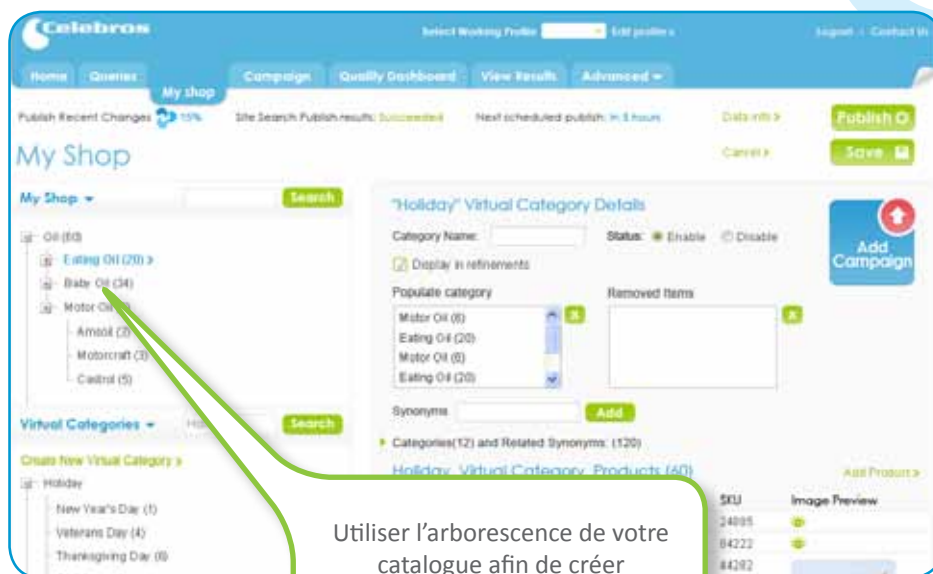 Celebros
Select Working Profile Edit profile >
Logout | Contact Us
Home Queries My shop Campaign Quality Dashboard View Results Advanced
Publish Recent Changes 15% Site Search Publish results: Succeeded Next scheduled publish: in 5 hours Data info > Publish
My Shop
Cancel > Save
My Shop Search
Oil (60)
Eating Oil (20) >
Baby Oil (34)
Motor Oil
Amsoil (3)
Motorcraft (3)
Castrol (5)
Virtual Categories Search
Create New Virtual Category >
Holiday
New Year's Day (1)
Veterans Day (4)
Thanksgiving Day (6)
"Holiday" Virtual Category Details
Category Name: Status: Enable Disable
Display in refinements
Populate category Removed Items
Motor Oil (6)
Eating Oil (20)
Motor Oil (6)
Eating Oil (20)
Add
Campaign
Synonyms Add
Categories(12) and Related Synonyms: (120)
Holiday Virtual Category Products (60) Add Product >
SKU Image Preview
24005
84222
44282
Utiliser l'arborescence de votre
catalogue afin de créer